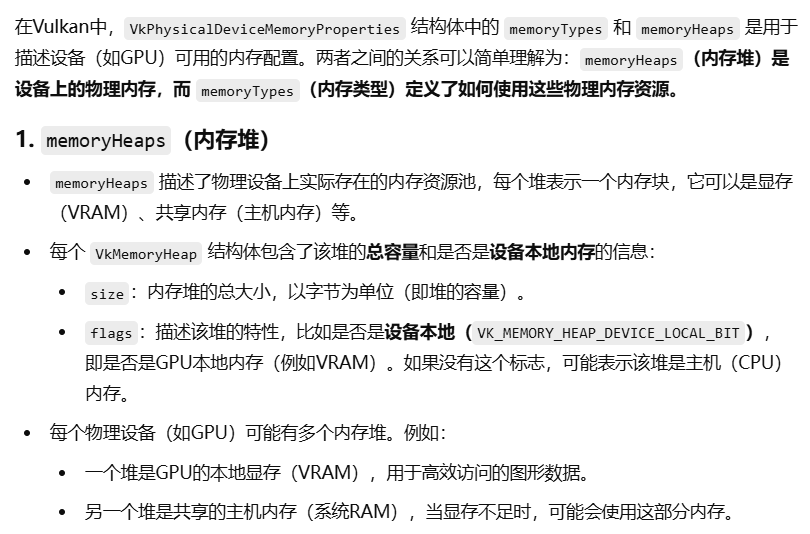 在Vulkan中，VkPhysicalDeviceMemoryProperties 结构体中的 memoryTypes 和 memoryHeaps 是用于
描述设备（如GPU）可用的内存配置。两者之间的关系可以简单理解为：memoryHeaps（内存堆）是
设备上的物理内存，而 memoryTypes（内存类型）定义了如何使用这些物理内存资源。
1. memoryHeaps（内存堆）
• memoryHeaps 描述了物理设备上实际存在的内存资源池，每个堆表示一个内存块，它可以是显存
（VRAM）、共享内存（主机内存）等。
• 每个 VkMemoryHeap 结构体包含了该堆的总容量和是否是设备本地内存的信息：
• size：内存堆的总大小，以字节为单位（即堆的容量）。
• flags：描述该堆的特性，比如是否是设备本地（VK_MEMORY_HEAP_DEVICE_LOCAL_BIT），
即是否是GPU本地内存（例如VRAM）。如果没有这个标志，可能表示该堆是主机（CPU）
内存。
• 每个物理设备（如GPU）可能有多个内存堆。例如：
• 一个堆是GPU的本地显存（VRAM），用于高效访问的图形数据。
• 另一个堆是共享的主机内存（系统RAM），当显存不足时，可能会使用这部分内存。